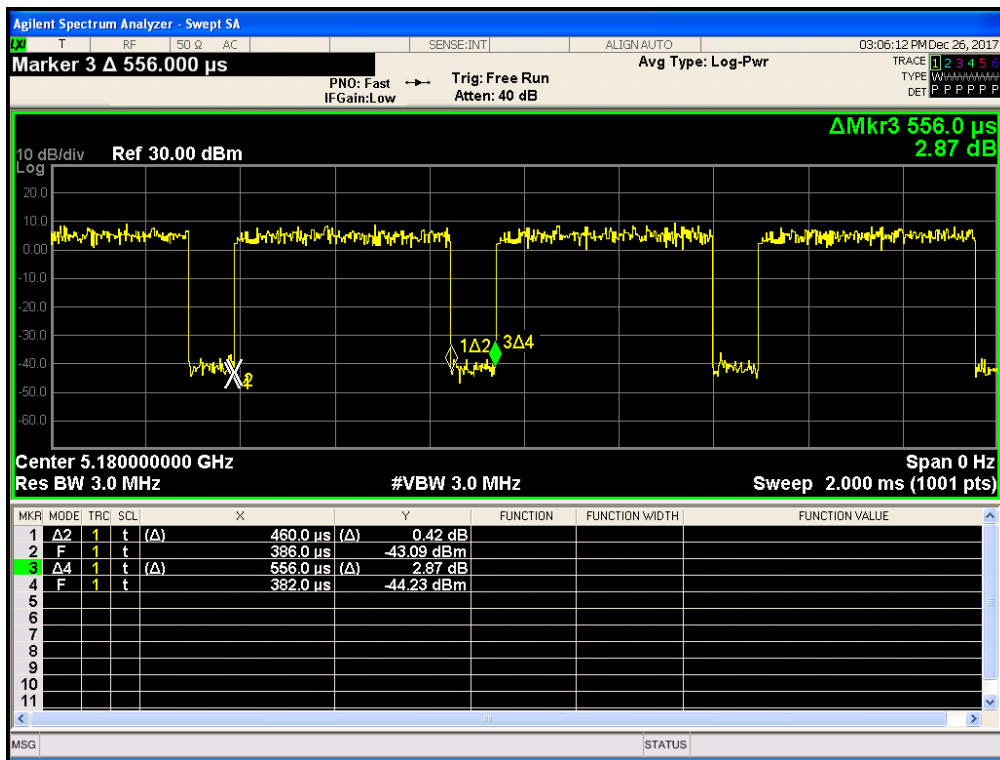 Agilent Spectrum Analyzer - Swept SA
LXI T RF 50 Ω AC SENSE:INT ALIGN AUTO 03:06:12 PM Dec 26, 2017
Marker 3 Δ 556.000 µs
PNO: Fast Trig: Free Run Avg Type: Log-Pwr TRACE 1 2 3 4 5 6
IFGain:Low Atten: 40 dB TYPE W
DET P P P P P P
ΔMkr3 556.0 µs
10 dB/div Ref 30.00 dBm 2.87 dB
Log
20.0
10.0
0.00
-10.0
-20.0
-30.0
1Δ2 3Δ4
-40.0
2
-50.0
-60.0
Center 5.180000000 GHz Span 0 Hz
Res BW 3.0 MHz #VBW 3.0 MHz Sweep 2.000 ms (1001 pts)
MKR MODE TRC SCL X Y FUNCTION FUNCTION WIDTH FUNCTION VALUE
1 Δ2 1 t (Δ) 460.0 µs (Δ) 0.42 dB
2 F 1 t 386.0 µs -43.09 dBm
3 Δ4 1 t (Δ) 556.0 µs (Δ) 2.87 dB
4 F 1 t 382.0 µs -44.23 dBm
5
6
7
8
9
10
11
MSG STATUS